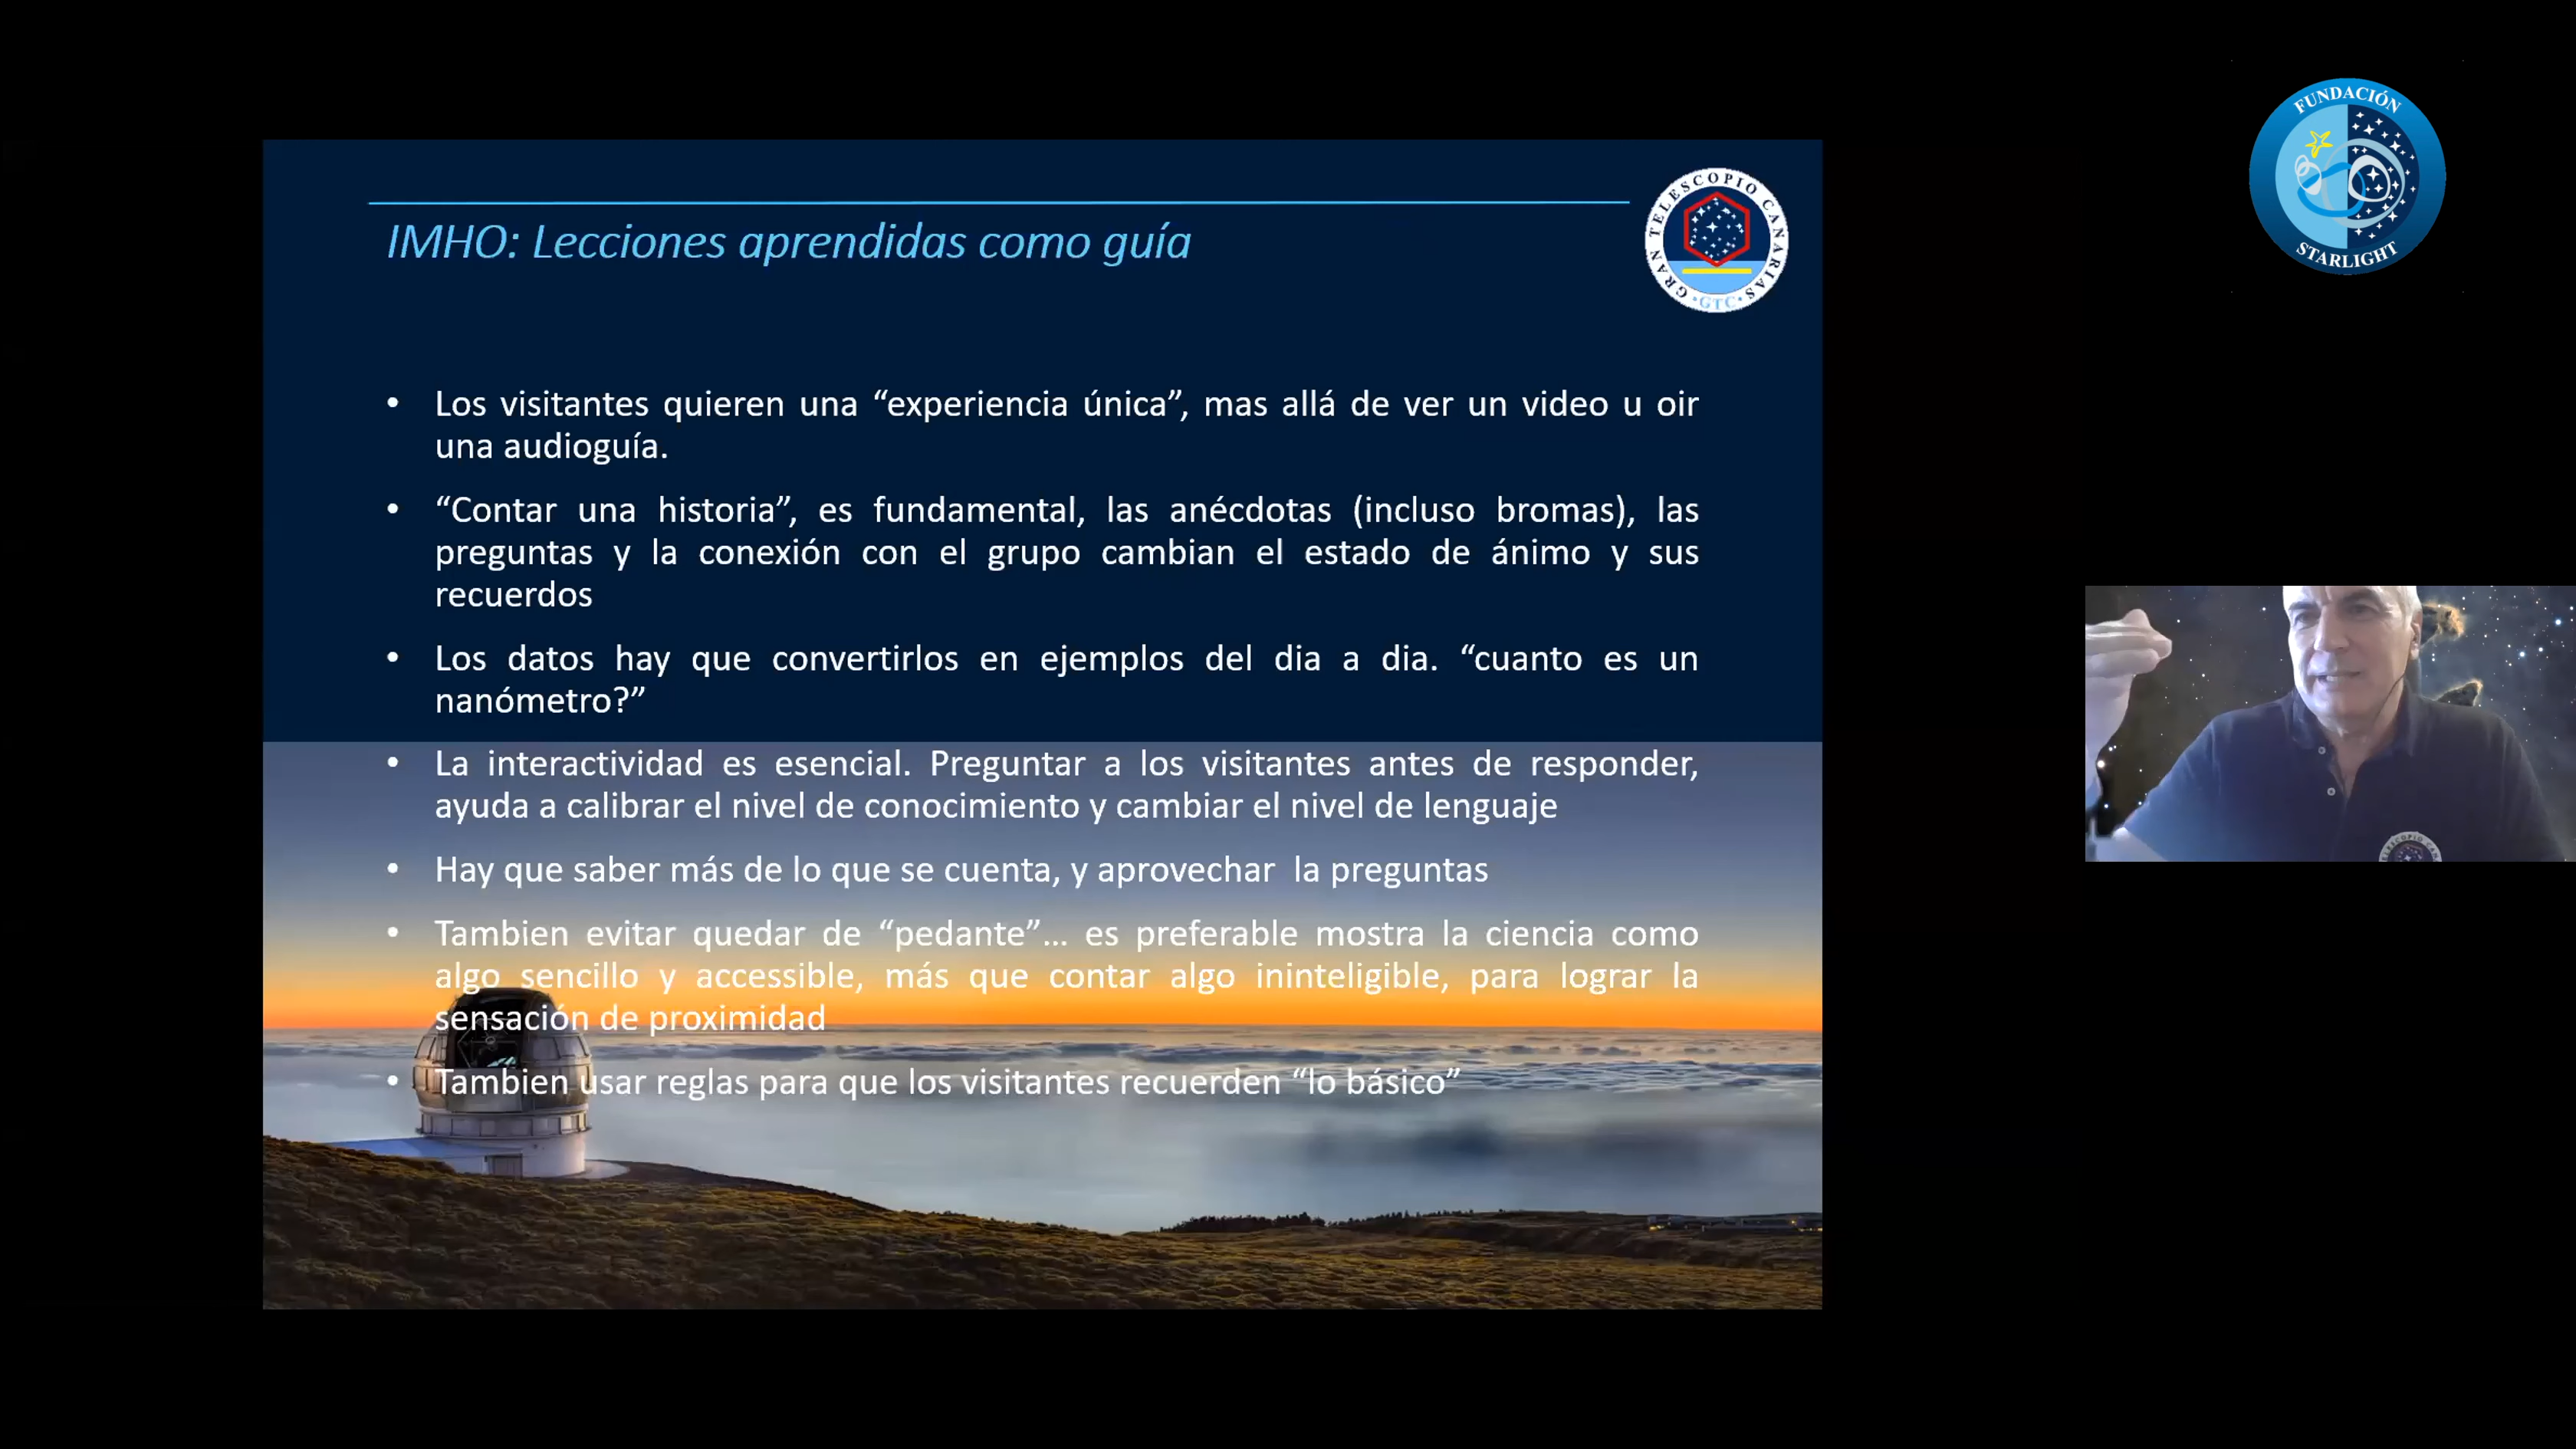 FUNDACIÓN
STARLIGHT
GRAN TELESCOPIO CANARIAS
•GTC•
IMHO: Lecciones aprendidas como guía
• Los visitantes quieren una “experiencia única”, mas allá de ver un video u oir
una audioguía.
• “Contar una historia”, es fundamental, las anécdotas (incluso bromas), las
preguntas y la conexión con el grupo cambian el estado de ánimo y sus
recuerdos
• Los datos hay que convertirlos en ejemplos del dia a dia. “cuanto es un
nanómetro?”
• La interactividad es esencial. Preguntar a los visitantes antes de responder,
ayuda a calibrar el nivel de conocimiento y cambiar el nivel de lenguaje
• Hay que saber más de lo que se cuenta, y aprovechar la preguntas
• Tambien evitar quedar de “pedante”... es preferable mostra la ciencia como
algo sencillo y accessible, más que contar algo ininteligible, para lograr la
sensación de proximidad
• Tambien usar reglas para que los visitantes recuerden “lo básico”